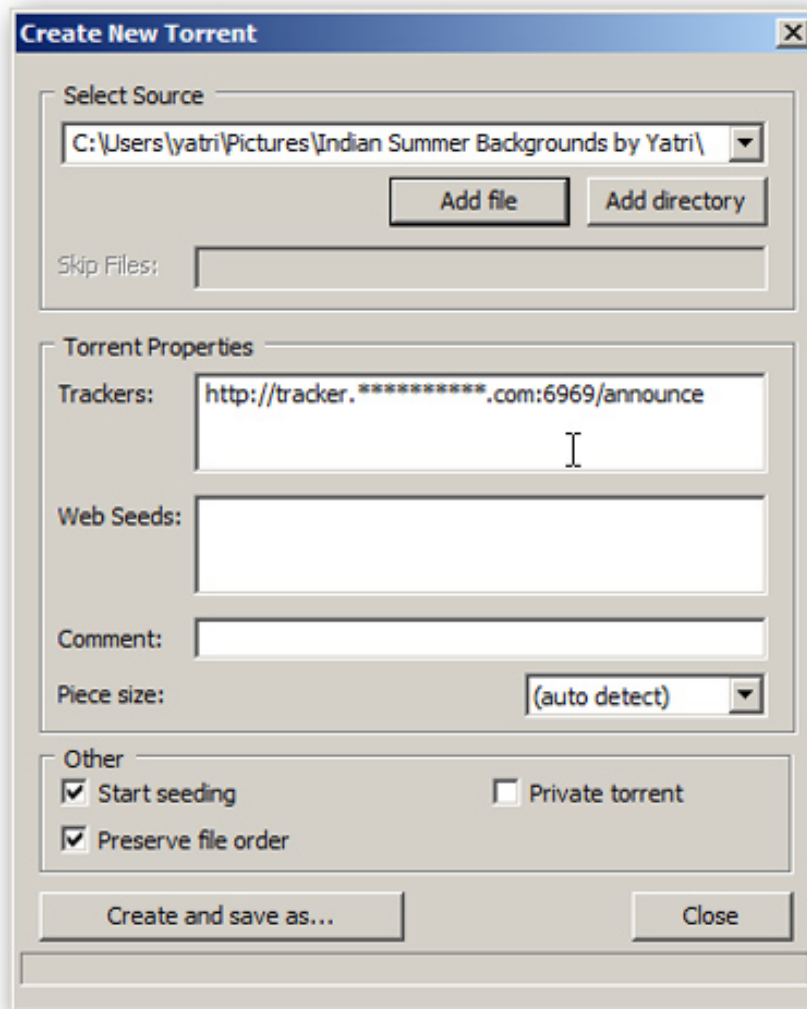 Create New Torrent
Select Source
C:\Users\yatri\Pictures\Indian Summer Backgrounds by Yatri\
Add file Add directory
Skip Files:
Torrent Properties
Trackers: http://tracker.**********.com:6969/announce
Web Seeds:
Comment:
Piece size: (auto detect)
Other
Start seeding Private torrent
Preserve file order
Create and save as... Close